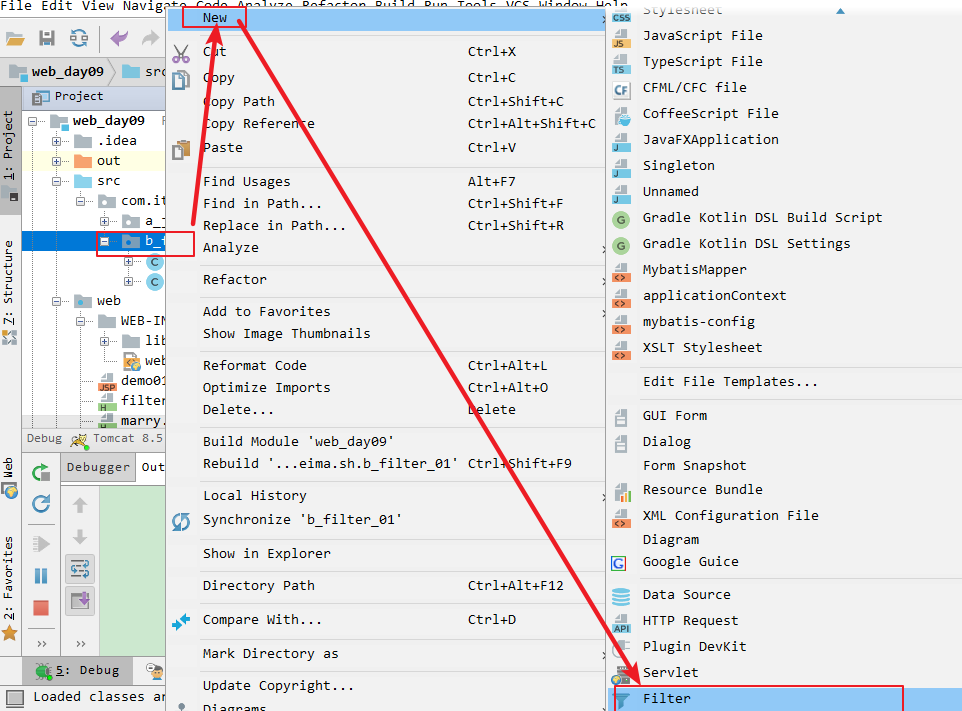 File Edit View Navigate Code Analyze Refactor Build Run Tools VCS Window Help
web_day09
src
Project
1: Project
web_day09
.idea
out
src
com.it
a_
b_f
web
WEB-IN
lib
web
demo01
filter
marry.
Z: Structure
Debug Tomcat 8.5
Web
Debugger Out
2: Favorites
5: Debug
Loaded classes ar
New
Cut Ctrl+X
Copy Ctrl+C
Copy Path Ctrl+Shift+C
Copy Reference Ctrl+Alt+Shift+C
Paste Ctrl+V
Find Usages Alt+F7
Find in Path... Ctrl+Shift+F
Replace in Path... Ctrl+Shift+R
Analyze
Refactor
Add to Favorites
Show Image Thumbnails
Reformat Code Ctrl+Alt+L
Optimize Imports Ctrl+Alt+O
Delete... Delete
Build Module 'web_day09'
Rebuild '...eima.sh.b_filter_01' Ctrl+Shift+F9
Local History
Synchronize 'b_filter_01'
Show in Explorer
Directory Path Ctrl+Alt+F12
Compare With... Ctrl+D
Mark Directory as
Update Copyright...
Diagrams
Stylesheet
JavaScript File
TypeScript File
CFML/CFC file
CoffeeScript File
JavaFXApplication
Singleton
Unnamed
Gradle Kotlin DSL Build Script
Gradle Kotlin DSL Settings
MybatisMapper
applicationContext
mybatis-config
XSLT Stylesheet
Edit File Templates...
GUI Form
Dialog
Form Snapshot
Resource Bundle
XML Configuration File
Diagram
Google Guice
Data Source
HTTP Request
Plugin DevKit
Servlet
Filter